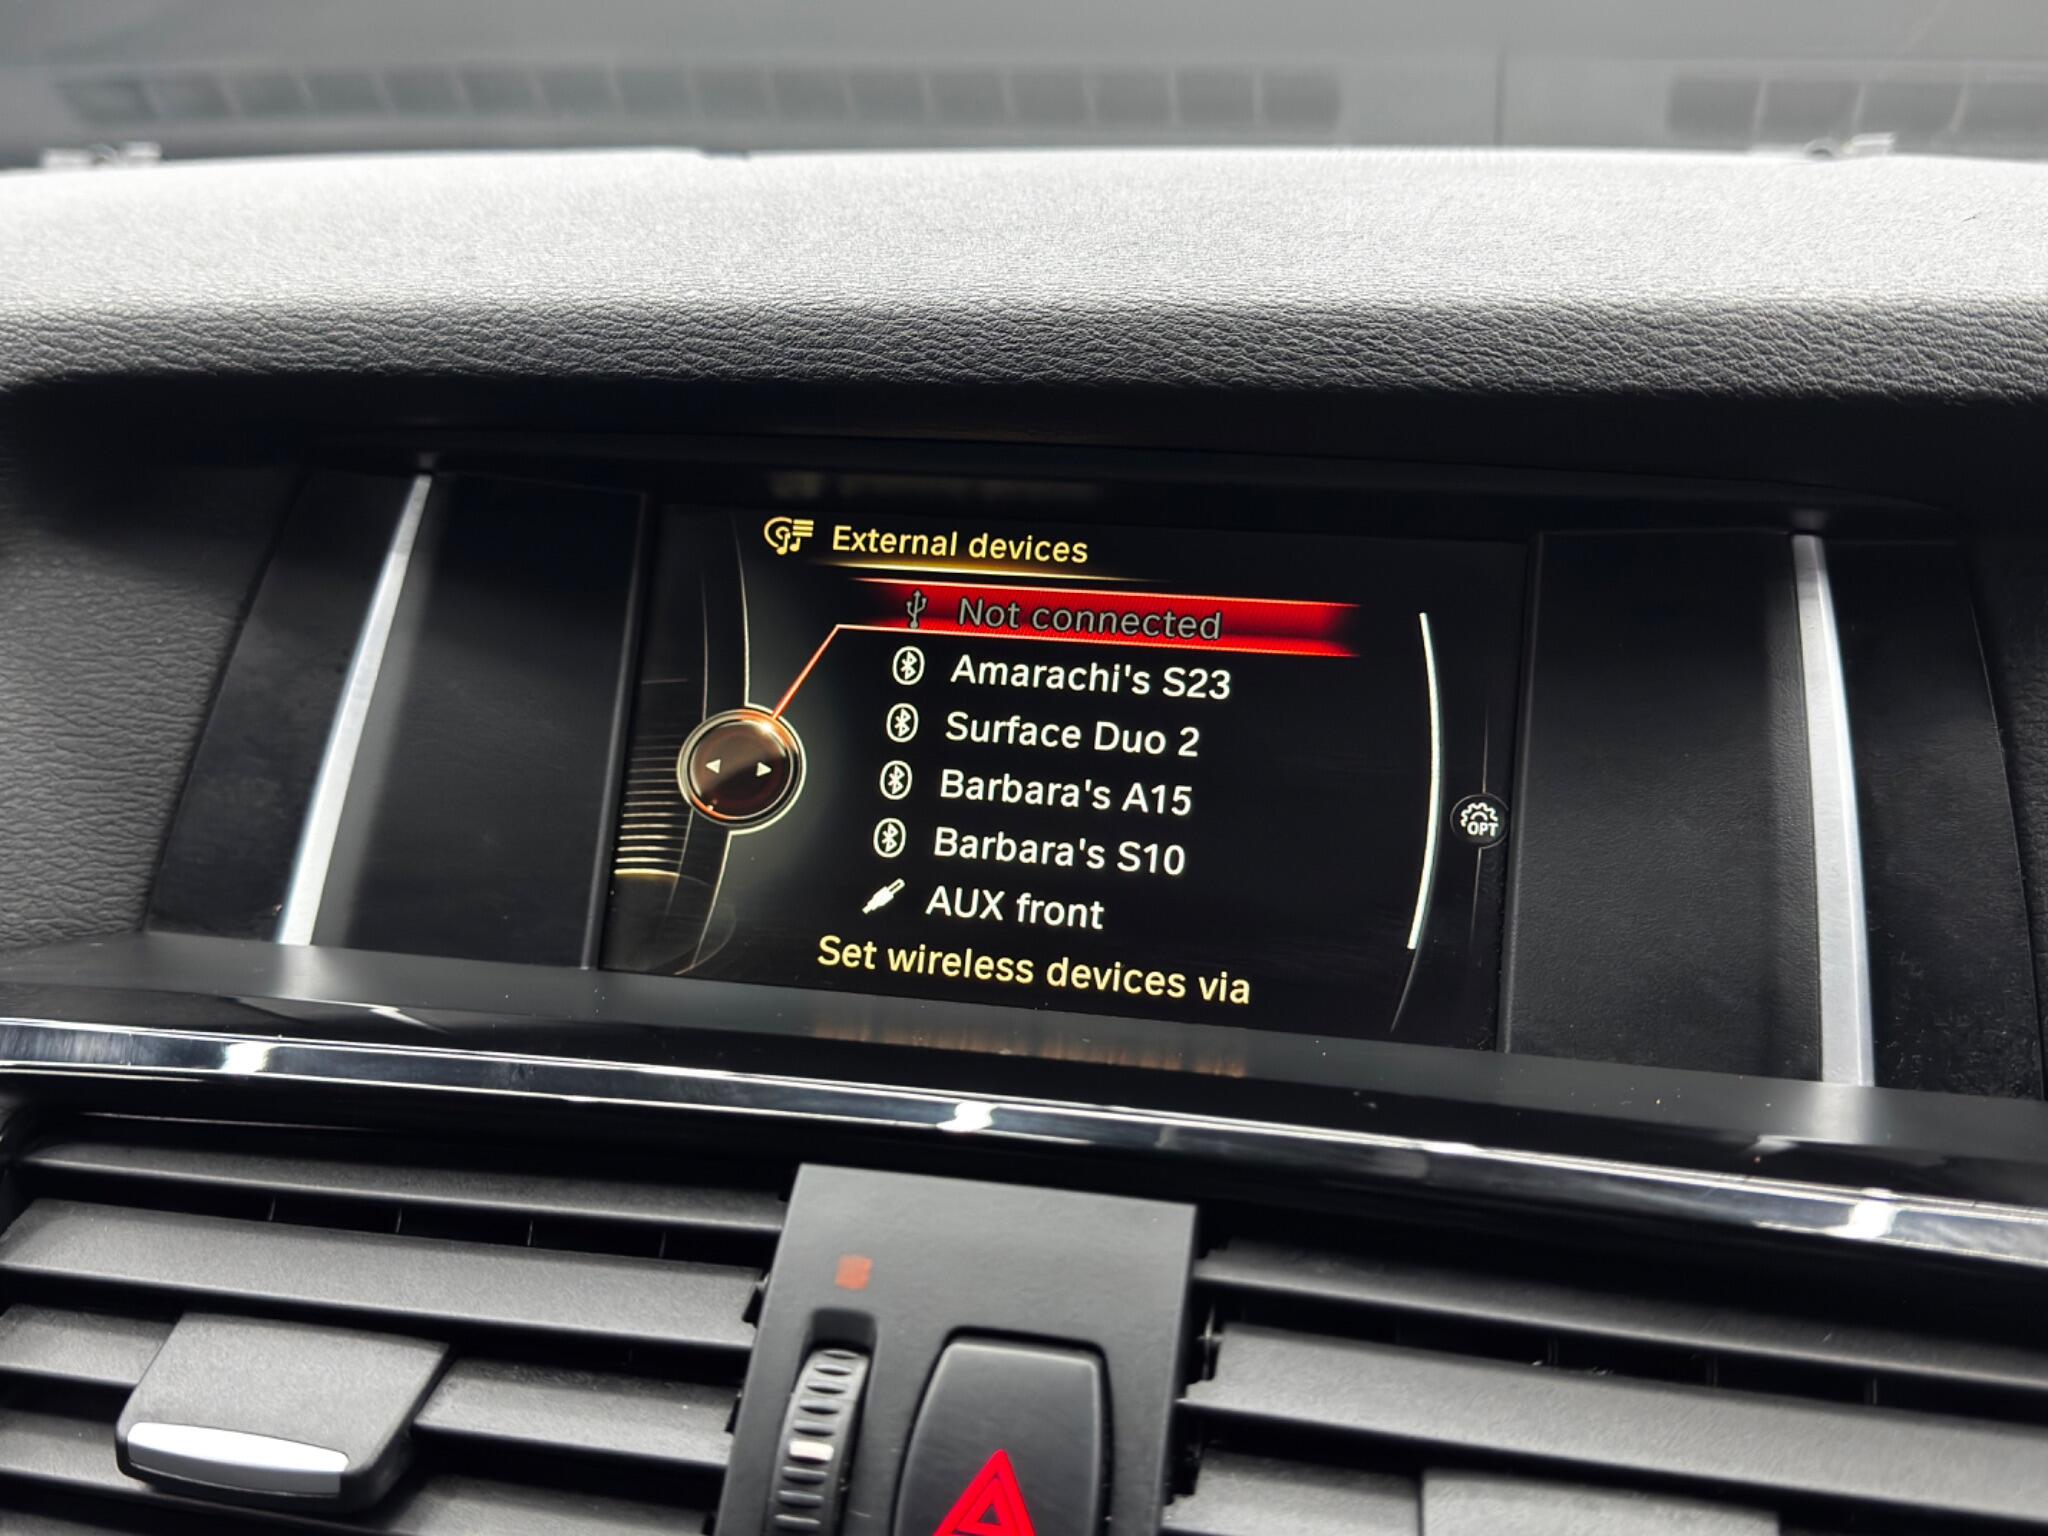 External devices
Not connected
Amarachi's S23
Surface Duo 2
Barbara's A15
Barbara's S10
OPT
AUX front
Set wireless devices via